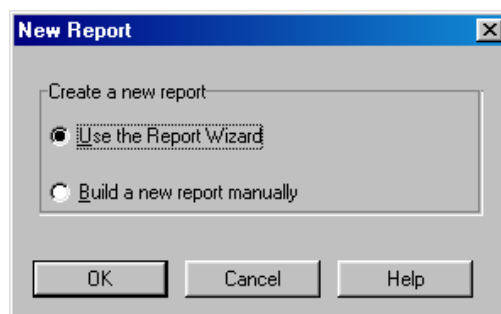 New Report
Create a new report
Use the Report Wizard
Build a new report manually
OK Cancel Help